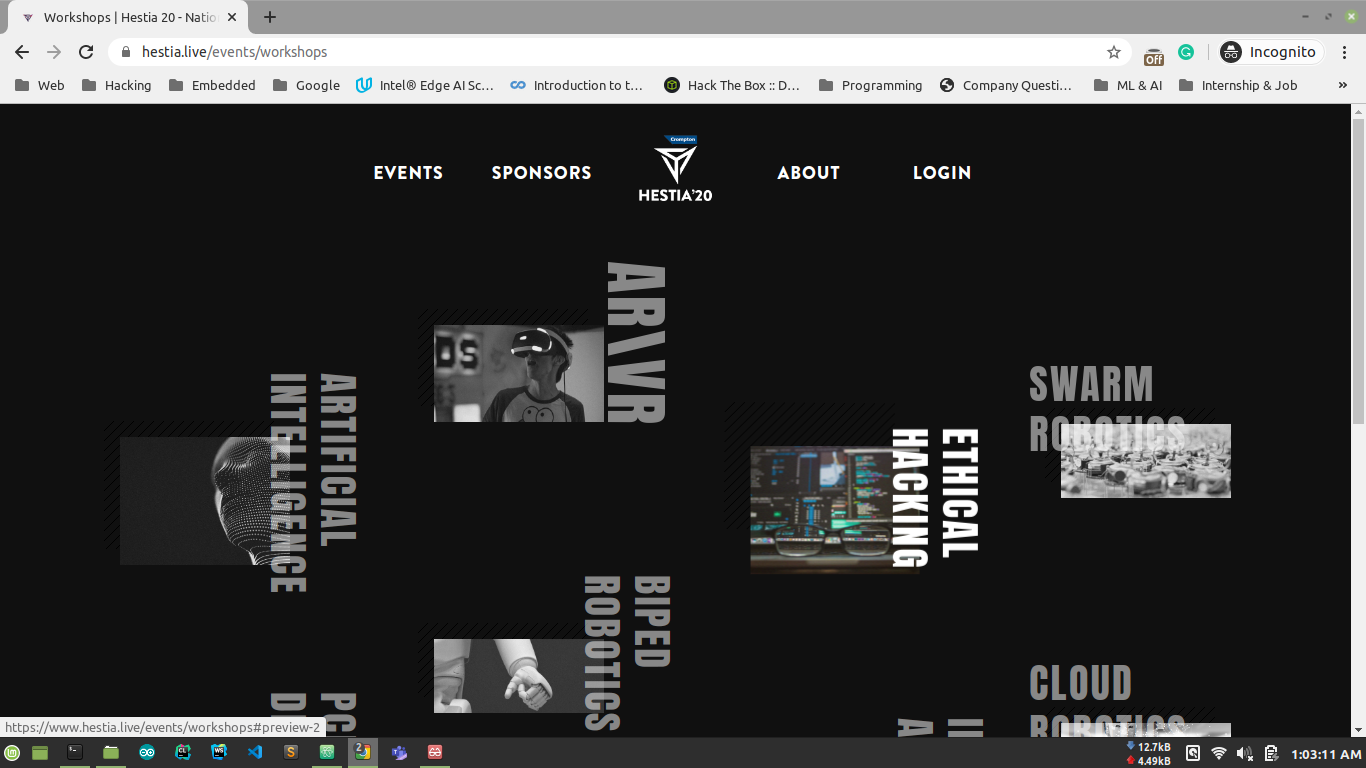 Workshops | Hestia 20 - Natio
hestia.live/events/workshops
Off
Incognito
Web
Hacking
Embedded
Google
Intel® Edge AI Sc…
Introduction to t…
Hack The Box :: D…
Programming
Company Questi…
ML & AI
Internship & Job
»
EVENTS
SPONSORS
Crompton
HESTIA'20
ABOUT
LOGIN
AR\VR
ARTIFICIAL
INTELLIGENCE
ETHICAL
HACKING
SWARM
ROBOTICS
BIPED
ROBOTICS
CLOUD
ROBOTICS
https://www.hestia.live/events/workshops#preview-2
2
12.7kB
4.49kB
1:03:11 AM